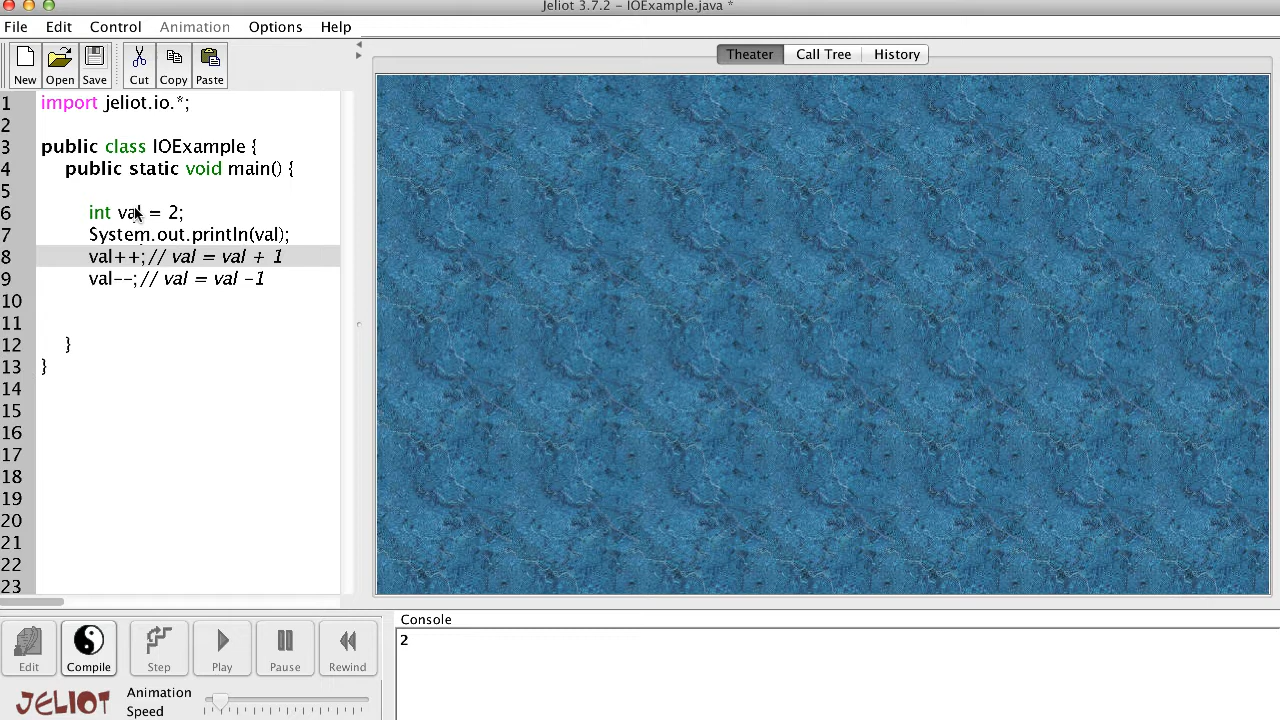 Jeliot 3.7.2 – IOExample.java *
File Edit Control Animation Options Help
New Open Save Cut Copy Paste
Theater Call Tree History
1 import jeliot.io.*;
2
3 public class IOExample {
4 public static void main() {
5
6 int val = 2;
7 System.out.println(val);
8 val++;// val = val + 1
9 val--;// val = val -1
10
11
12 }
13 }
14
15
16
17
18
19
20
21
22
23
Edit Compile Step Play Pause Rewind
JELIOT Animation Speed
Console
2